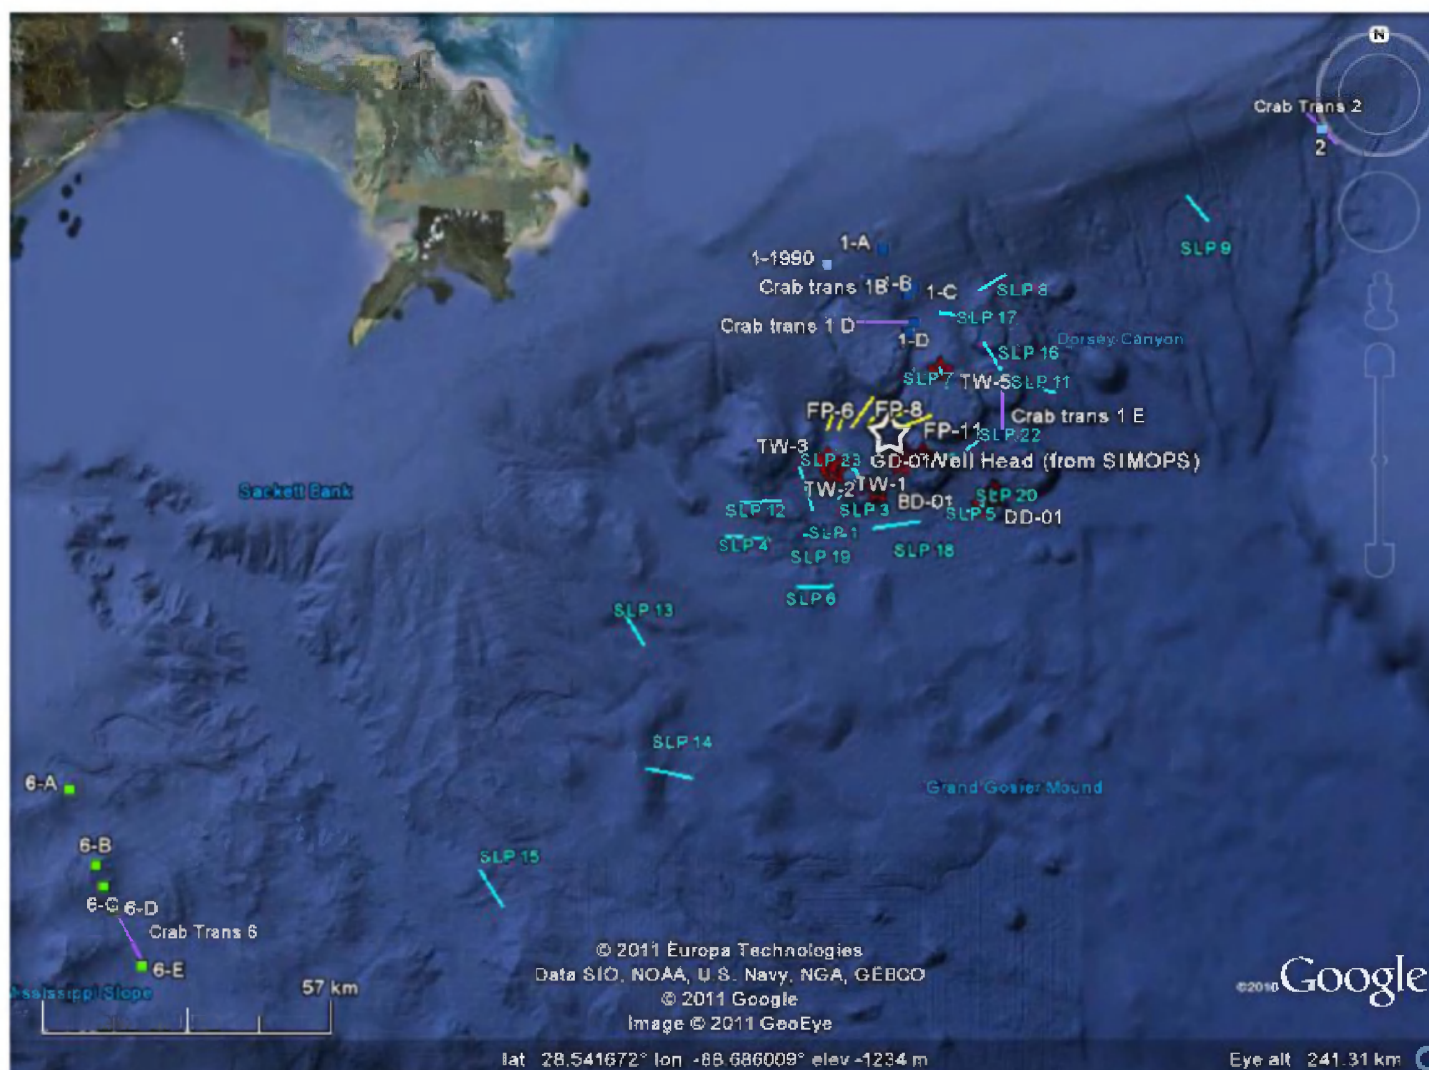 N
Crab Trans 2
2
SLP 9
1-A
1-1990
Crab trans 1B
-B
1-C
SLP 8
SLP 17
Crab trans 1 D
1-D
Dorsey Canyon
SLP 16
SLP 7
TW-5
SLP 11
FP-6
FP-8
Crab trans 1 E
FP-11
SLP 22
TW-3
SLP 23
GD-01
Well Head (from SIMOPS)
Sackett Bank
TW-2
TW-1
SLP 20
SLP 12
SLP 3
BD-01
SLP 5
DD-01
SLP 1
SLP 4
SLP 19
SLP 18
SLP 6
SLP 13
SLP 14
6-A
Grand Gosier Mound
6-B
SLP 15
6-C
6-D
Crab Trans 6
6-E
ssissippi Slope
57 km
© 2011 Europa Technologies
Data SIO, NOAA, U.S. Navy, NGA, GEBCO
© 2011 Google
Image © 2011 GeoEye
©2010 Google
lat 28.541672° lon -88.686009° elev -1234 m
Eye alt 241.31 km